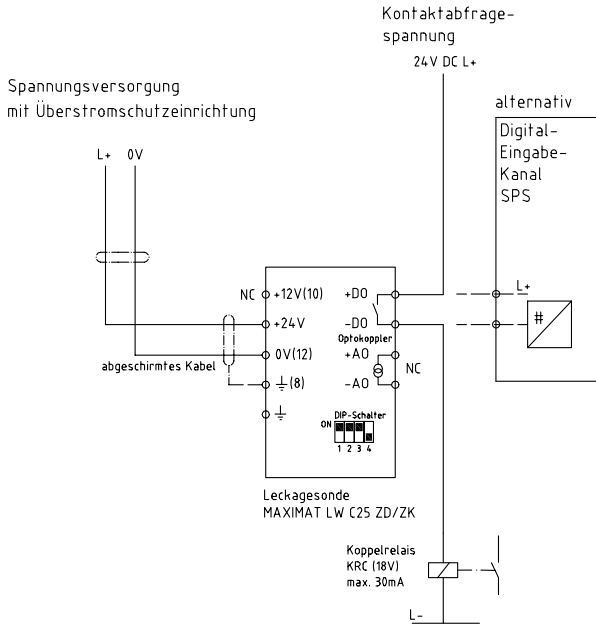 Kontaktabfrage-
spannung
24V DC L+
Spannungsversorgung
mit Überstromschutzeinrichtung
L+ 0V
alternativ
Digital-
Eingabe-
Kanal
SPS
L+
#
NC +12V(10) +DO
+24V -DO
Optokoppler
0V(12) +AO
NC
abgeschirmtes Kabel
(8) -AO
DIP-Schalter
ON
1 2 3 4
Leckagesonde
MAXIMAT LW C25 ZD/ZK
Koppelrelais
KRC (18V)
max. 30mA
L-